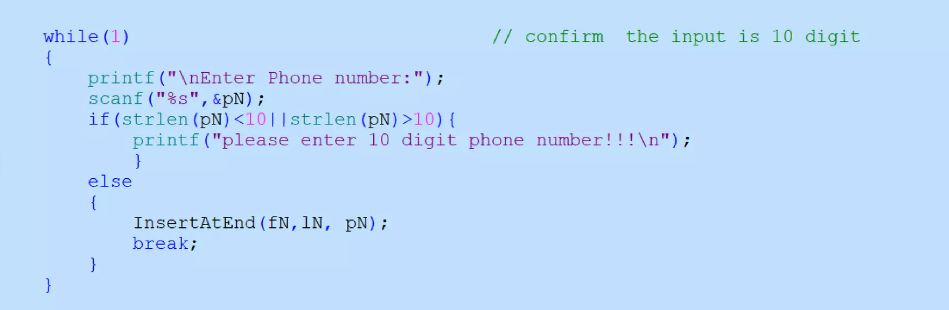 while(1) // confirm  the input is 10 digit
{
    printf("\nEnter Phone number:");
    scanf("%s",&pN);
    if(strlen(pN)<10||strlen(pN)>10){
        printf("please enter 10 digit phone number!!!\n");
        }
    else
    {
        InsertAtEnd(fN,lN, pN);
        break;
    }
}